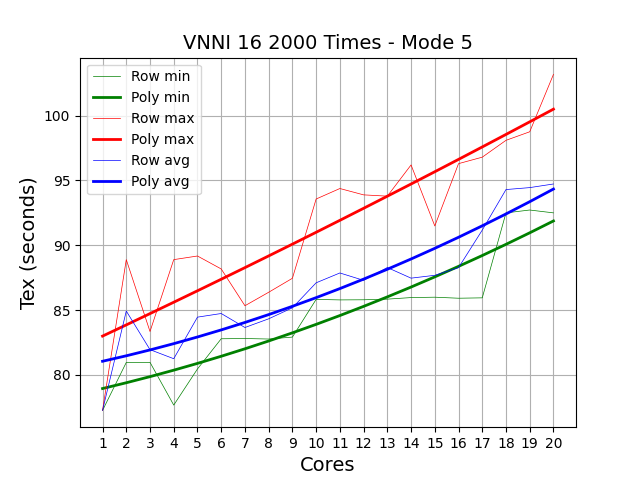 VNNI 16 2000 Times - Mode 5
Row min
Poly min
Row max
Poly max
Row avg
Poly avg
Tex (seconds)
100
95
90
85
80
1 2 3 4 5 6 7 8 9 10 11 12 13 14 15 16 17 18 19 20
Cores